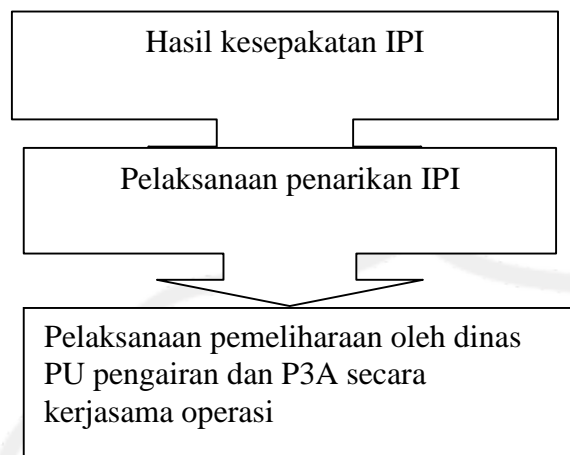 Hasil kesepakatan IPI
Pelaksanaan penarikan IPI
Pelaksanaan pemeliharaan oleh dinas
PU pengairan dan P3A secara
kerjasama operasi